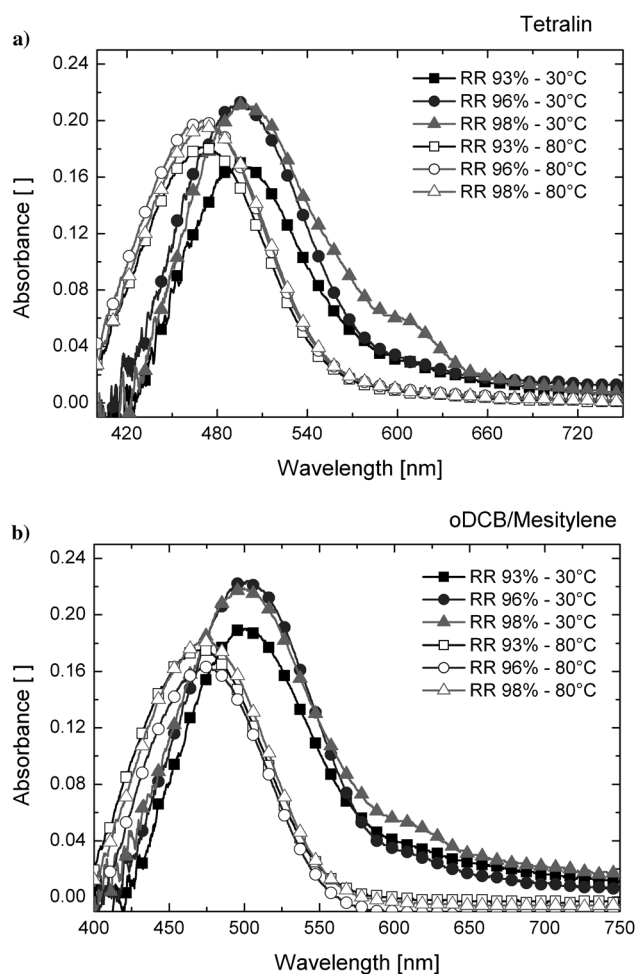 Tetralin
a)
0.24
0.20
0.16
0.12
0.08
0.04
0.00
Absorbance [ ]
RR 93% - 30°C
RR 96% - 30°C
RR 98% - 30°C
RR 93% - 80°C
RR 96% - 80°C
RR 98% - 80°C
420 480 540 600 660 720
Wavelength [nm]
oDCB/Mesitylene
b)
0.24
0.20
0.16
0.12
0.08
0.04
0.00
Absorbance [ ]
RR 93% - 30°C
RR 96% - 30°C
RR 98% - 30°C
RR 93% - 80°C
RR 96% - 80°C
RR 98% - 80°C
400 450 500 550 600 650 700 750
Wavelength [nm]